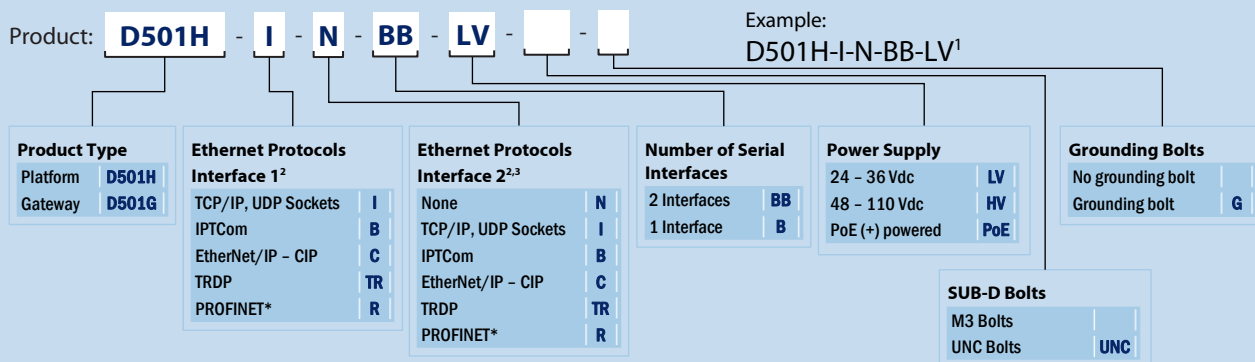 Product: D501H - I - N - BB - LV - -
Example:
D501H-I-N-BB-LV¹
Product Type
Platform D501H
Gateway D501G
Ethernet Protocols
Interface 1²
TCP/IP, UDP Sockets I
IPTCom B
EtherNet/IP – CIP C
TRDP TR
PROFINET* R
Ethernet Protocols
Interface 2²,³
None N
TCP/IP, UDP Sockets I
IPTCom B
EtherNet/IP – CIP C
TRDP TR
PROFINET* R
Number of Serial
Interfaces
2 Interfaces BB
1 Interface B
Power Supply
24 – 36 Vdc LV
48 – 110 Vdc HV
PoE (+) powered PoE
Grounding Bolts
No grounding bolt
Grounding bolt G
SUB-D Bolts
M3 Bolts
UNC Bolts UNC